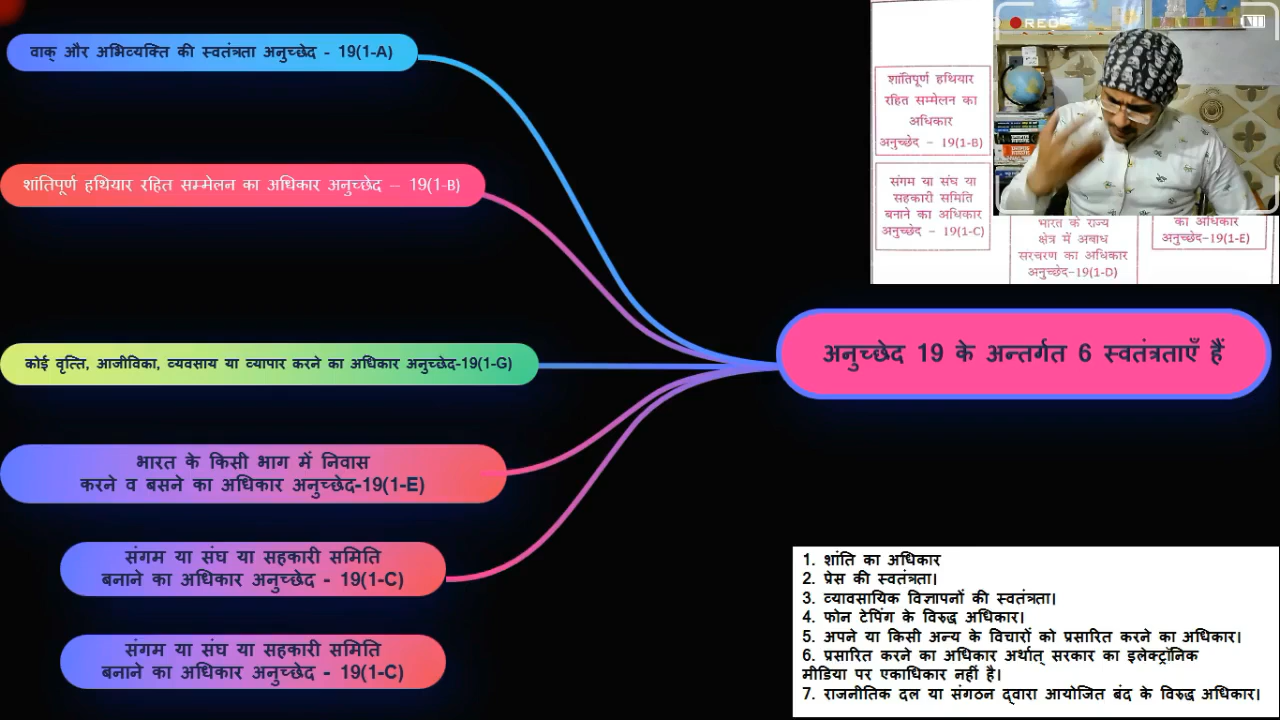 वाक् और अभिव्यक्ति की स्वतंत्रता अनुच्छेद - 19(1-A)
शांतिपूर्ण हथियार रहित सम्मेलन का अधिकार अनुच्छेद – 19(1-B)
कोई वृत्ति, आजीविका, व्यवसाय या व्यापार करने का अधिकार अनुच्छेद-19(1-G)
भारत के किसी भाग में निवास
करने व बसने का अधिकार अनुच्छेद-19(1-E)
संगम या संघ या सहकारी समिति
बनाने का अधिकार अनुच्छेद - 19(1-C)
संगम या संघ या सहकारी समिति
बनाने का अधिकार अनुच्छेद - 19(1-C)
अनुच्छेद 19 के अन्तर्गत 6 स्वतंत्रताएँ हैं
REC
शांतिपूर्ण हथियार
रहित सम्मेलन का
अधिकार
अनुच्छेद – 19(1-B)
संगम या संघ या
सहकारी समिति
बनाने का अधिकार
अनुच्छेद – 19(1-C)
भारत के राज्य
क्षेत्र में अबाध
सरचरण का अधिकार
अनुच्छेद–19(1-D)
का अधिकार
अनुच्छेद–19(1-E)
1. शांति का अधिकार
2. प्रेस की स्वतंत्रता।
3. व्यावसायिक विज्ञापनों की स्वतंत्रता।
4. फोन टेपिंग के विरुद्ध अधिकार।
5. अपने या किसी अन्य के विचारों को प्रसारित करने का अधिकार।
6. प्रसारित करने का अधिकार अर्थात् सरकार का इलेक्ट्रॉनिक
मीडिया पर एकाधिकार नहीं है।
7. राजनीतिक दल या संगठन द्वारा आयोजित बंद के विरुद्ध अधिकार।